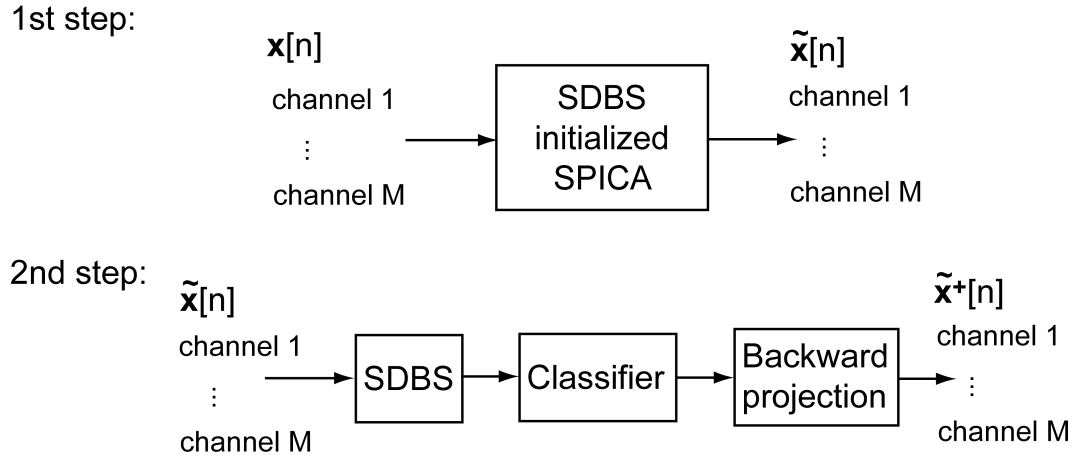 1st step:
x[n]
channel 1
⋮
channel M
SDBS
initialized
SPICA
x̃[n]
channel 1
⋮
channel M
2nd step:
x̃[n]
channel 1
⋮
channel M
SDBS
Classifier
Backward
projection
x̃⁺[n]
channel 1
⋮
channel M